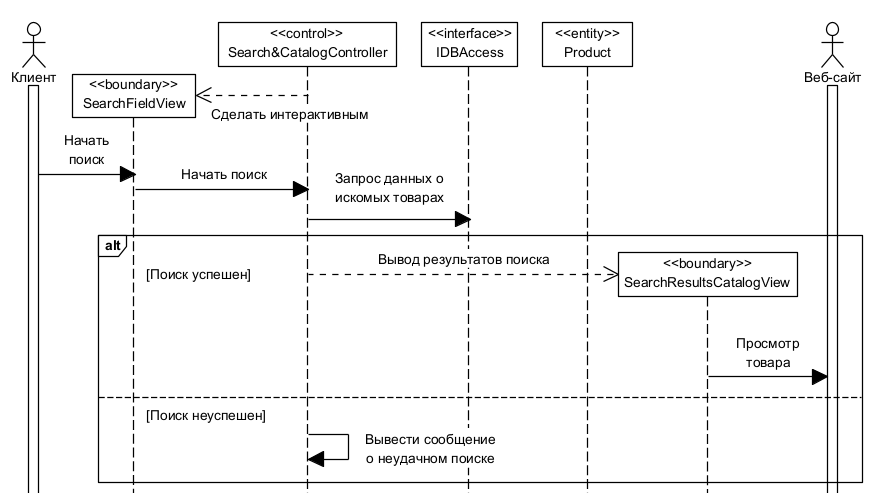 <<control>>
Search&CatalogController
<<interface>>
IDBAccess
<<entity>>
Product
Клиент
Веб-сайт
<<boundary>>
SearchFieldView
Сделать интерактивным
Начать
поиск
Начать поиск
Запрос данных о
искомых товарах
alt
[Поиск успешен]
Вывод результатов поиска
<<boundary>>
SearchResultsCatalogView
Просмотр
товара
[Поиск неуспешен]
Вывести сообщение
о неудачном поиске